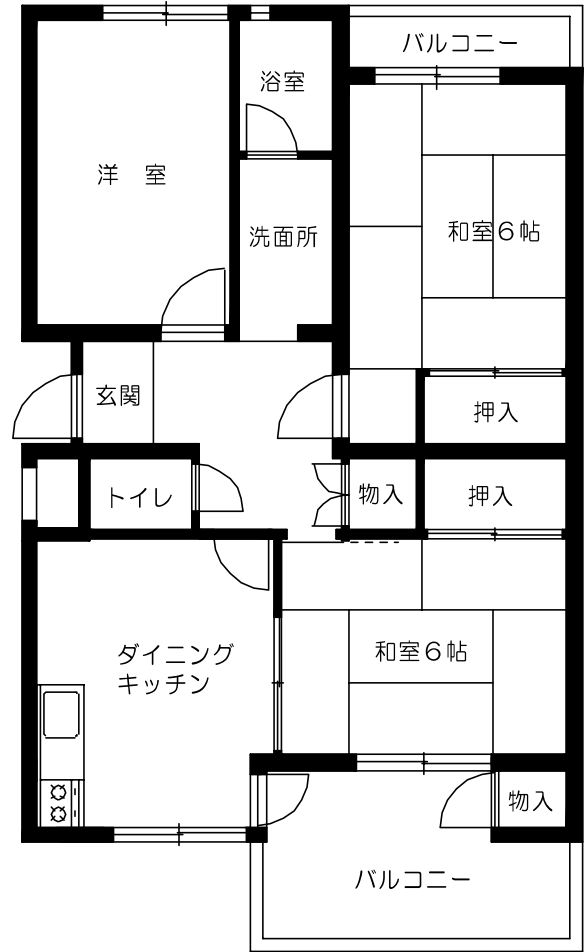 バルコニー
浴室
洋　室
洗面所
和室６帖
玄関
押入
トイレ
物入
押入
ダイニング
キッチン
和室６帖
物入
バルコニー